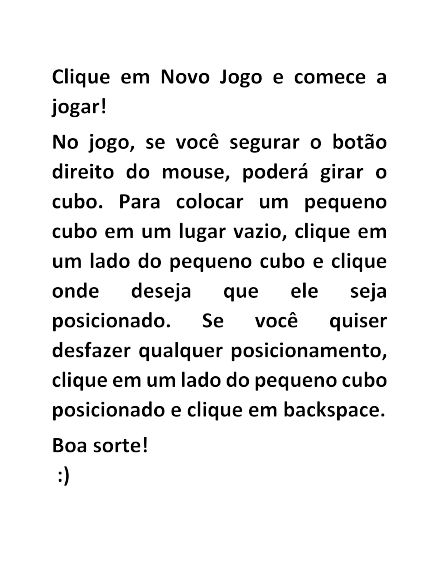 Clique em Novo Jogo e comece a
jogar!
No jogo, se você segurar o botão
direito do mouse, poderá girar o
cubo. Para colocar um pequeno
cubo em um lugar vazio, clique em
um lado do pequeno cubo e clique
onde deseja que ele seja
posicionado. Se você quiser
desfazer qualquer posicionamento,
clique em um lado do pequeno cubo
posicionado e clique em backspace.
Boa sorte!
:)